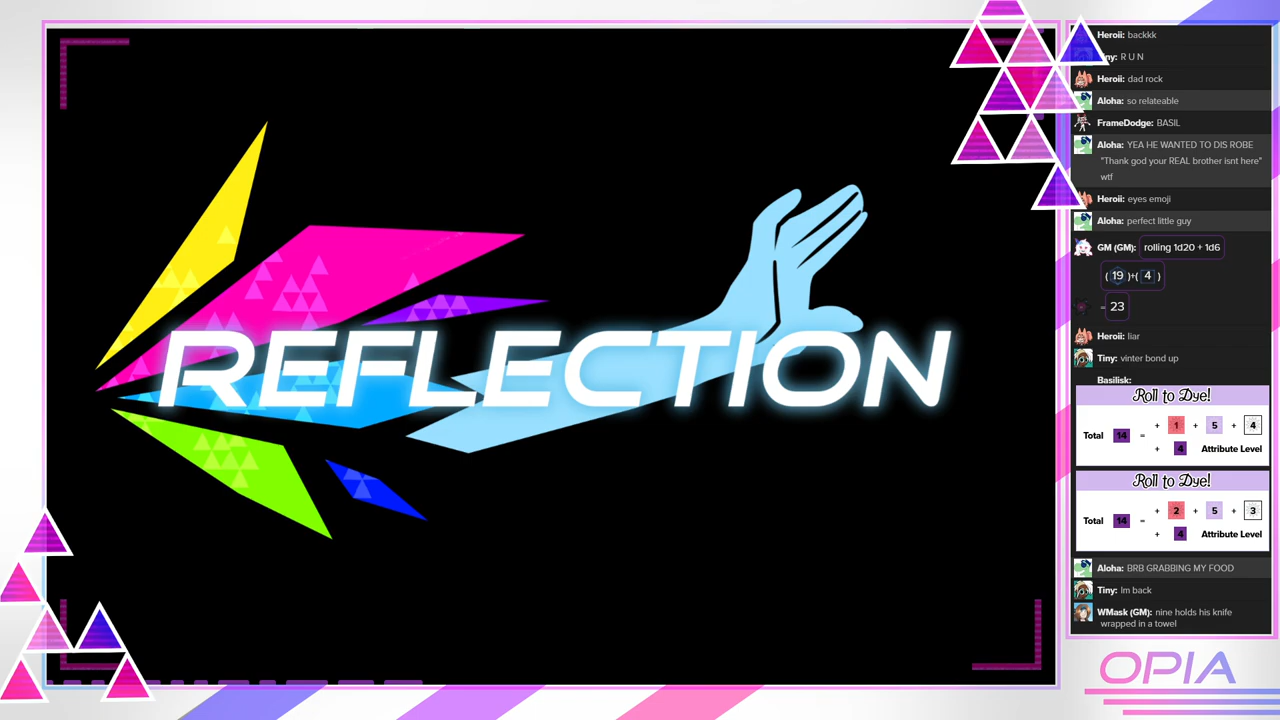 REFLECTION
Heroii: backkk
ny: R U N
Heroii: dad rock
Aloha: so relateable
FrameDodge: BASIL
Aloha: YEA HE WANTED TO DIS ROBE
"Thank god your REAL brother isnt here"
wtf
Heroii: eyes emoji
Aloha: perfect little guy
GM (GM): rolling 1d20 + 1d6
(19)+(4)
=23
Heroii: liar
Tiny: vinter bond up
Basilisk:
Roll to Dye!
Total 14 = + 1 + 5 + 4
+ 4 Attribute Level
Roll to Dye!
Total 14 = + 2 + 5 + 3
+ 4 Attribute Level
Aloha: BRB GRABBING MY FOOD
Tiny: Im back
WMask (GM): nine holds his knife
wrapped in a towel
OPIA